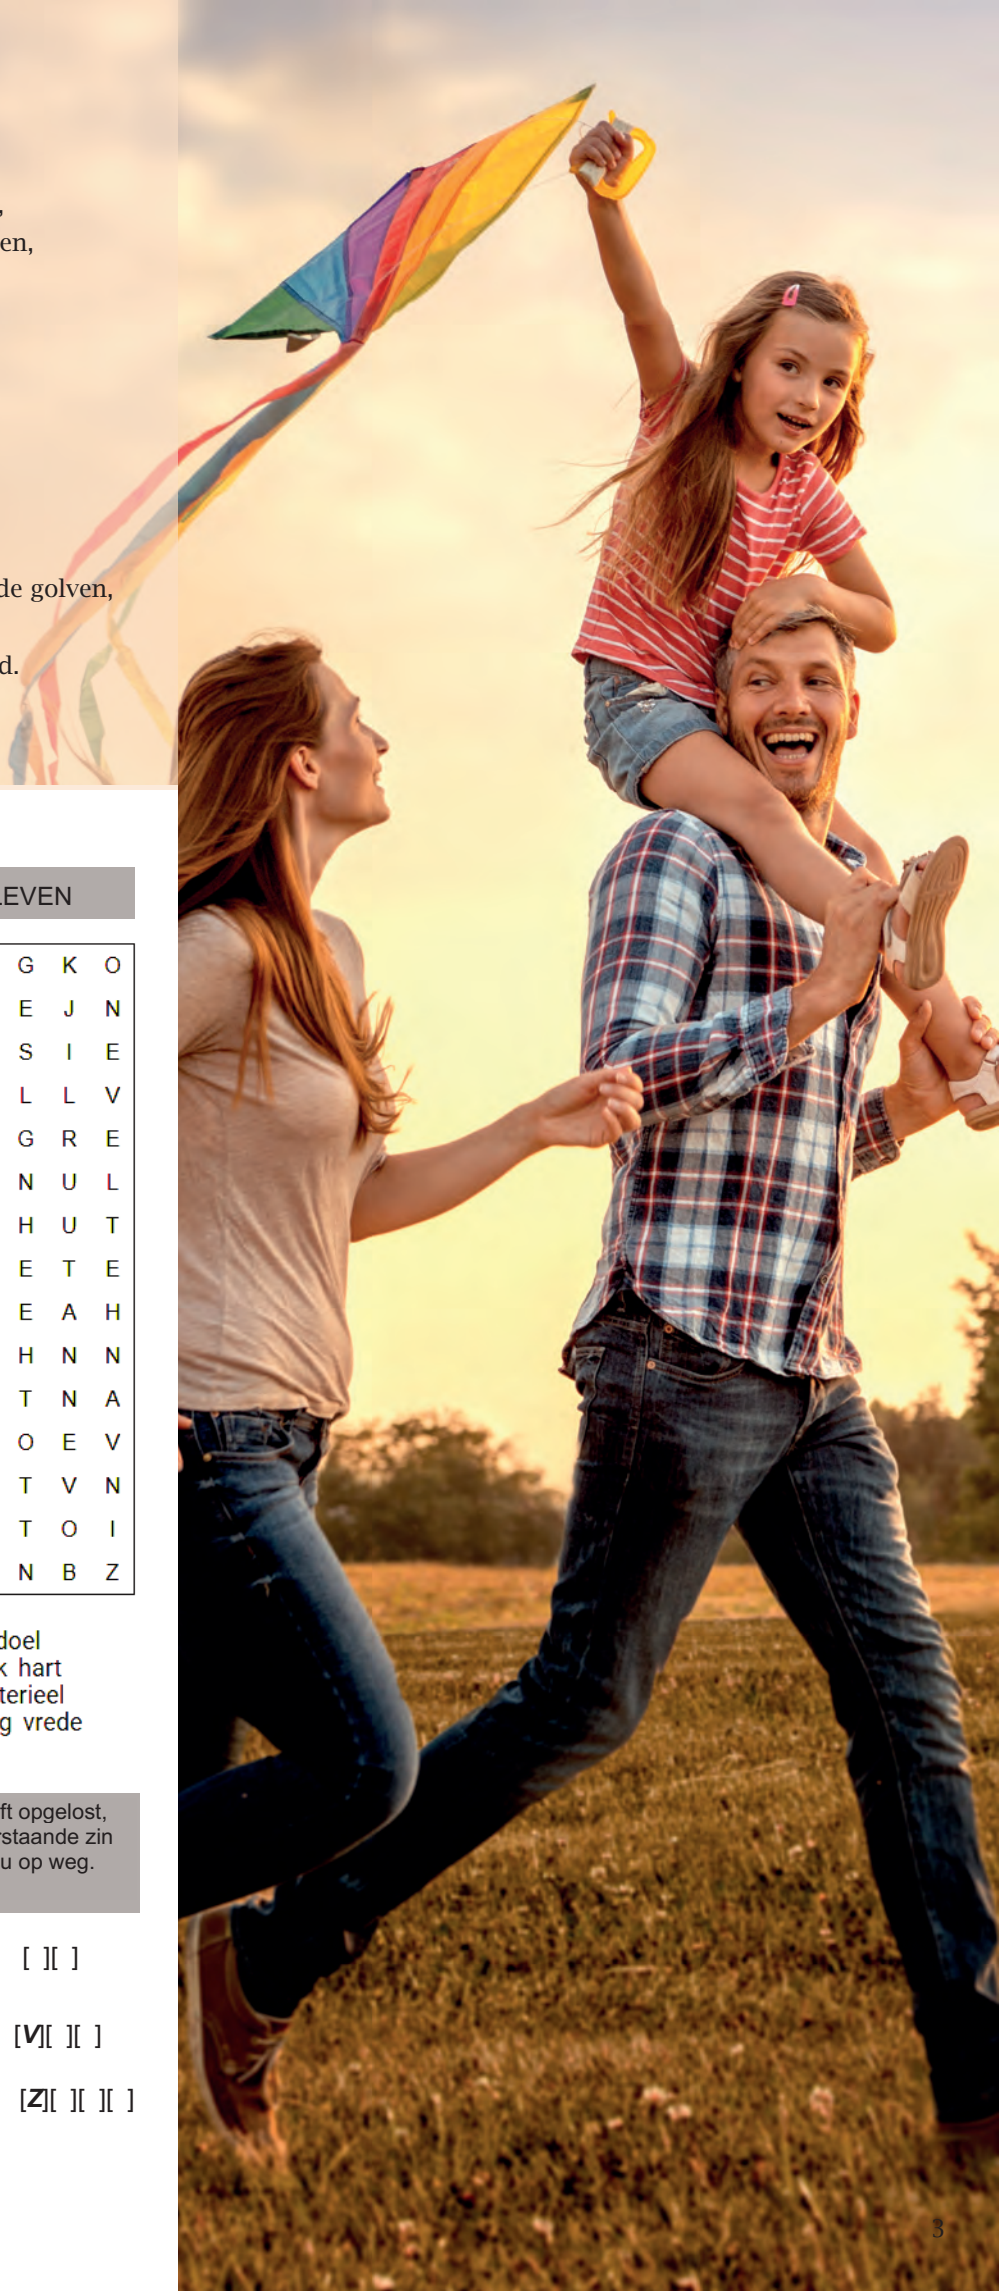 ,
en,
de golven,
d.
LEVEN
G K O
E J N
S I E
L L V
G R E
N U L
H U T
E T E
E A H
H N N
T N A
O E V
T V N
T O I
N B Z
doel
k hart
terieel
g vrede
ft opgelost,
rstaande zin
u op weg.
[ ][ ]
[V][ ][ ]
[Z][ ][ ][ ]
3